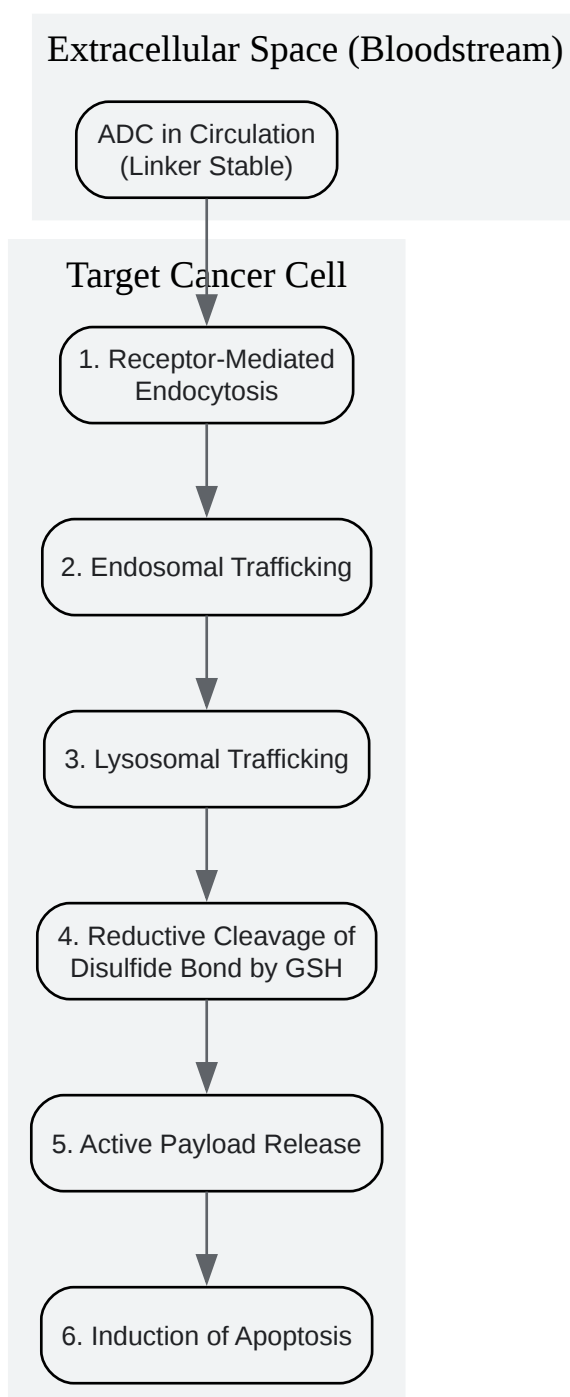 Extracellular Space (Bloodstream)
ADC in Circulation
(Linker Stable)
Target Cancer Cell
1. Receptor-Mediated
Endocytosis
2. Endosomal Trafficking
3. Lysosomal Trafficking
4. Reductive Cleavage of
Disulfide Bond by GSH
5. Active Payload Release
6. Induction of Apoptosis